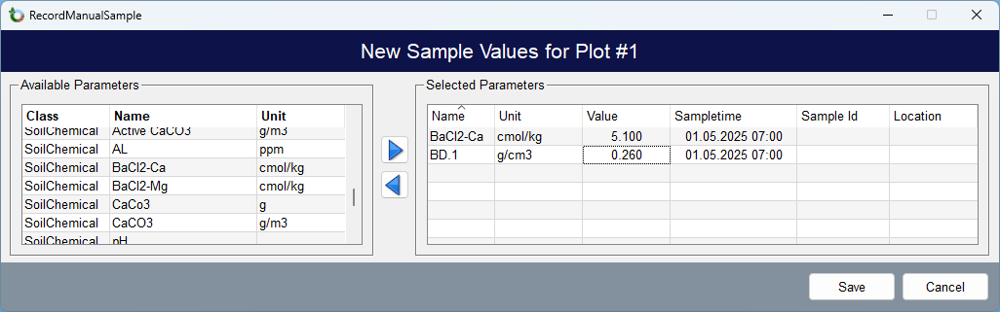 RecordManualSample
New Sample Values for Plot #1
Available Parameters
Class Name Unit
SoilChemical Active CaCO3 g/m3
SoilChemical AL ppm
SoilChemical BaCl2-Ca cmol/kg
SoilChemical BaCl2-Mg cmol/kg
SoilChemical CaCo3 g
SoilChemical CaCO3 g/m3
SoilChemical pH
Selected Parameters
Name Unit Value Sampletime Sample Id Location
BaCl2-Ca cmol/kg 5.100 01.05.2025 07:00
BD.1 g/cm3 0.260 01.05.2025 07:00
Save Cancel